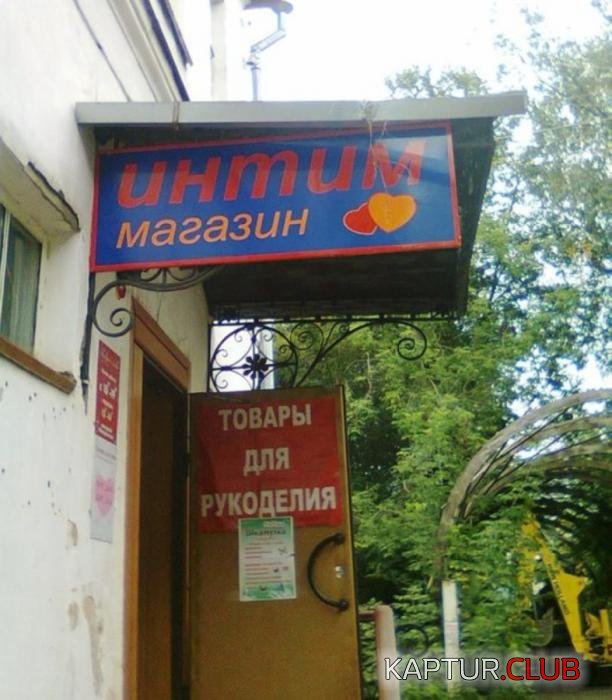 интим
магазин
ТОВАРЫ
ДЛЯ
РУКОДЕЛИЯ
KAPTUR.CLUB